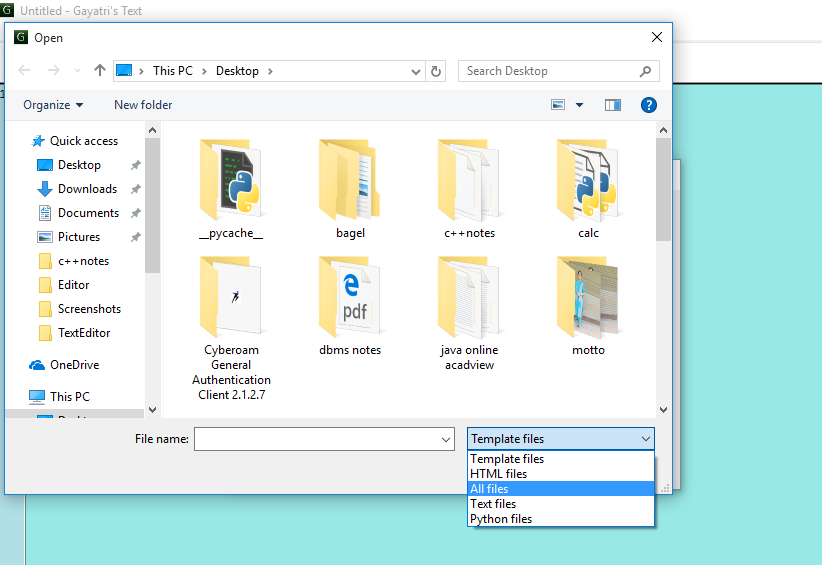 G Untitled - Gayatri's Text
G Open
This PC > Desktop >
Search Desktop
1
Organize
New folder
?
Quick access
Desktop
Downloads
Documents
Pictures
c++notes
Editor
Screenshots
TextEditor
OneDrive
This PC
__pycache__
bagel
c++notes
calc
Cyberoam
General
Authentication
Client 2.1.2.7
pdf
dbms notes
java online
acadview
motto
File name:
Template files
Template files
HTML files
All files
Text files
Python files